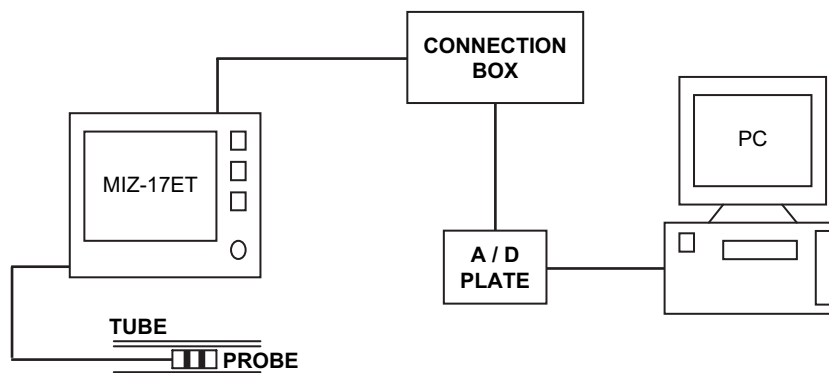 CONNECTION
BOX
PC
MIZ-17ET
A / D
PLATE
TUBE
PROBE